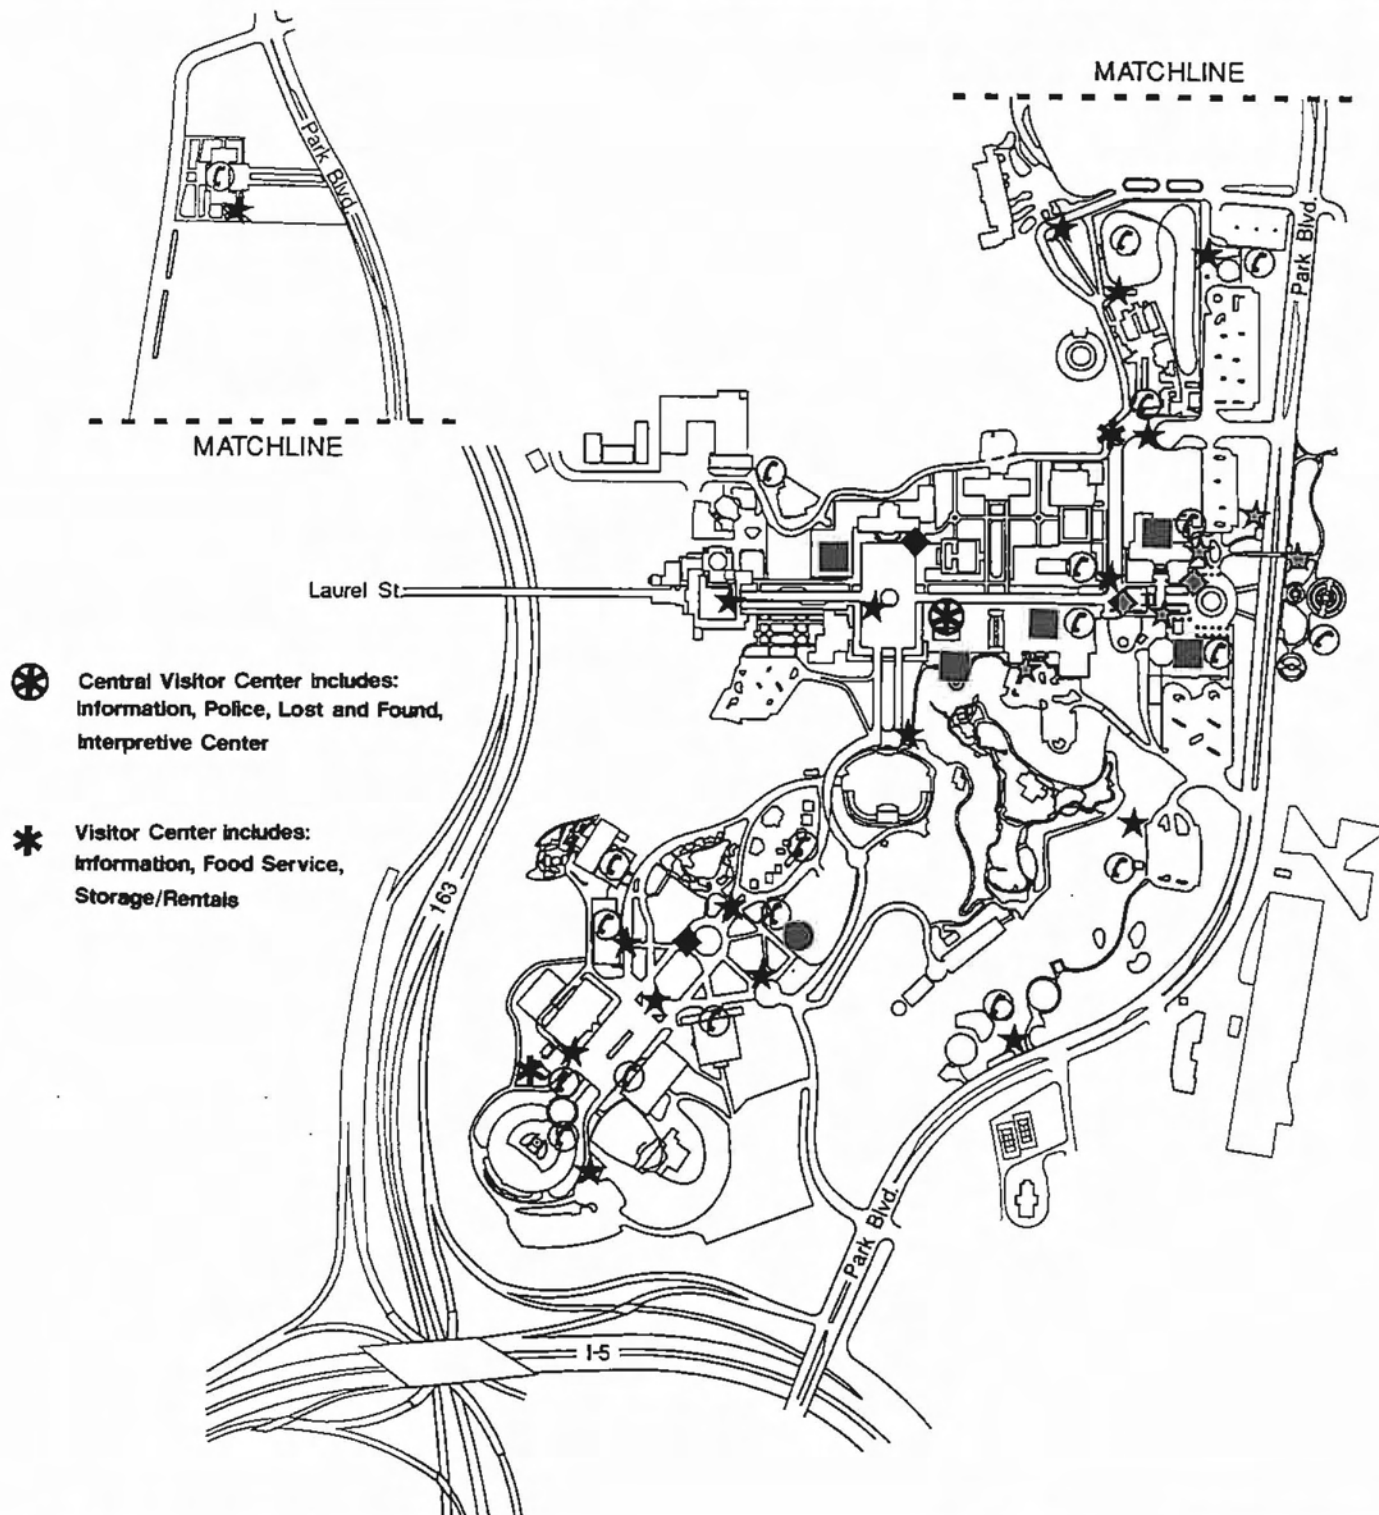 MATCHLINE
Park Blvd.
MATCHLINE
Park Blvd.
Laurel St.
Central Visitor Center includes:
Information, Police, Lost and Found,
Interpretive Center
Visitor Center includes:
Information, Food Service,
Storage/Rentals
163
Park Blvd.
I-5